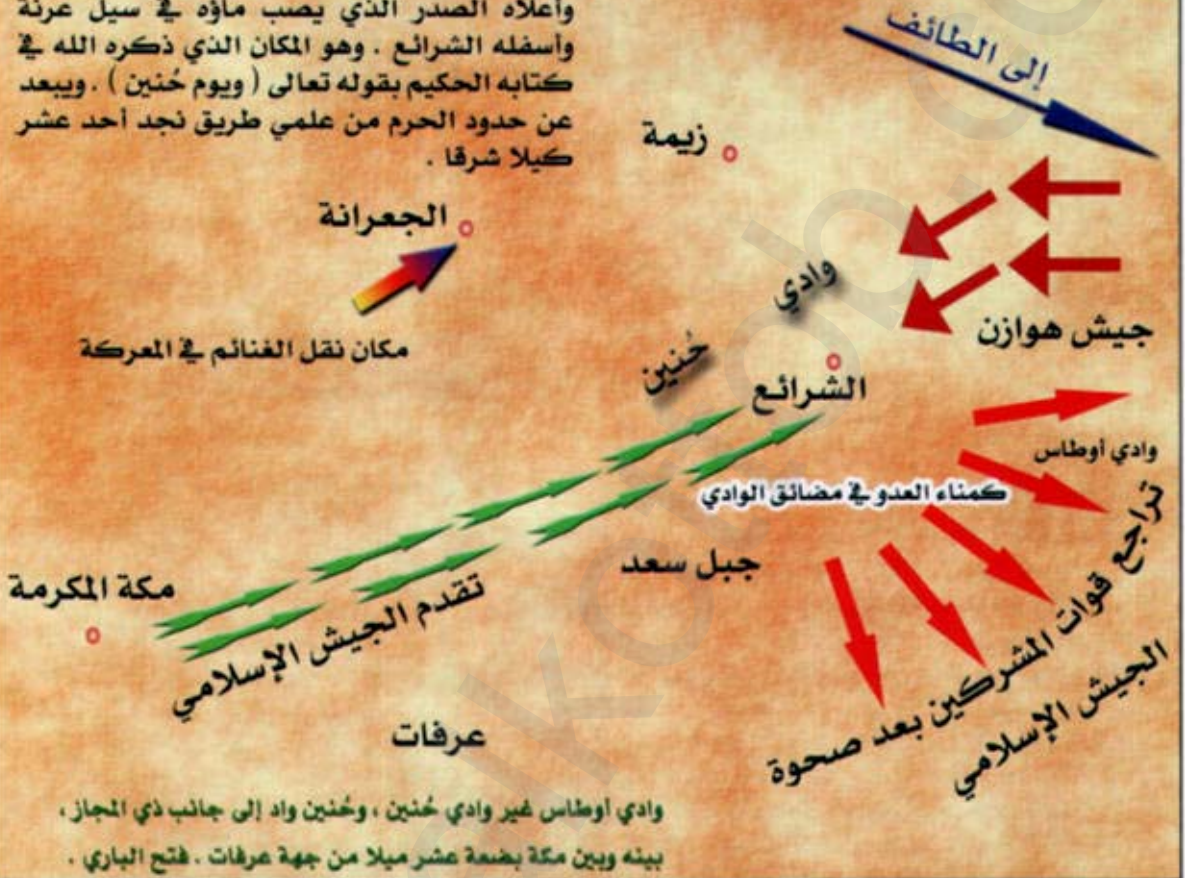 وأعلاه الصدر الذي يصب ماؤه في سيل عرنة
وأسفله الشرائع . وهو المكان الذي ذكره الله في
كتابه الحكيم بقوله تعالى ( ويوم حُنين ) . ويبعد
عن حدود الحرم من علمي طريق نجد أحد عشر
كيلا شرقا .
إلى الطائف
زيمة
الجعرانة
وادي
حُنين
جيش هوازن
مكان نقل الغنائم في المعركة
الشرائع
وادي أوطاس
كمناء العدو في مضائق الوادي
جبل سعد
مكة المكرمة
تقدم الجيش الإسلامي
تراجع قوات المشركين بعد صحوة
الجيش الإسلامي
عرفات
وادي أوطاس غير وادي حُنين ، وحُنين واد إلى جانب ذي المجاز ،
بينه وبين مكة بضعة عشر ميلا من جهة عرفات . فتح الباري .